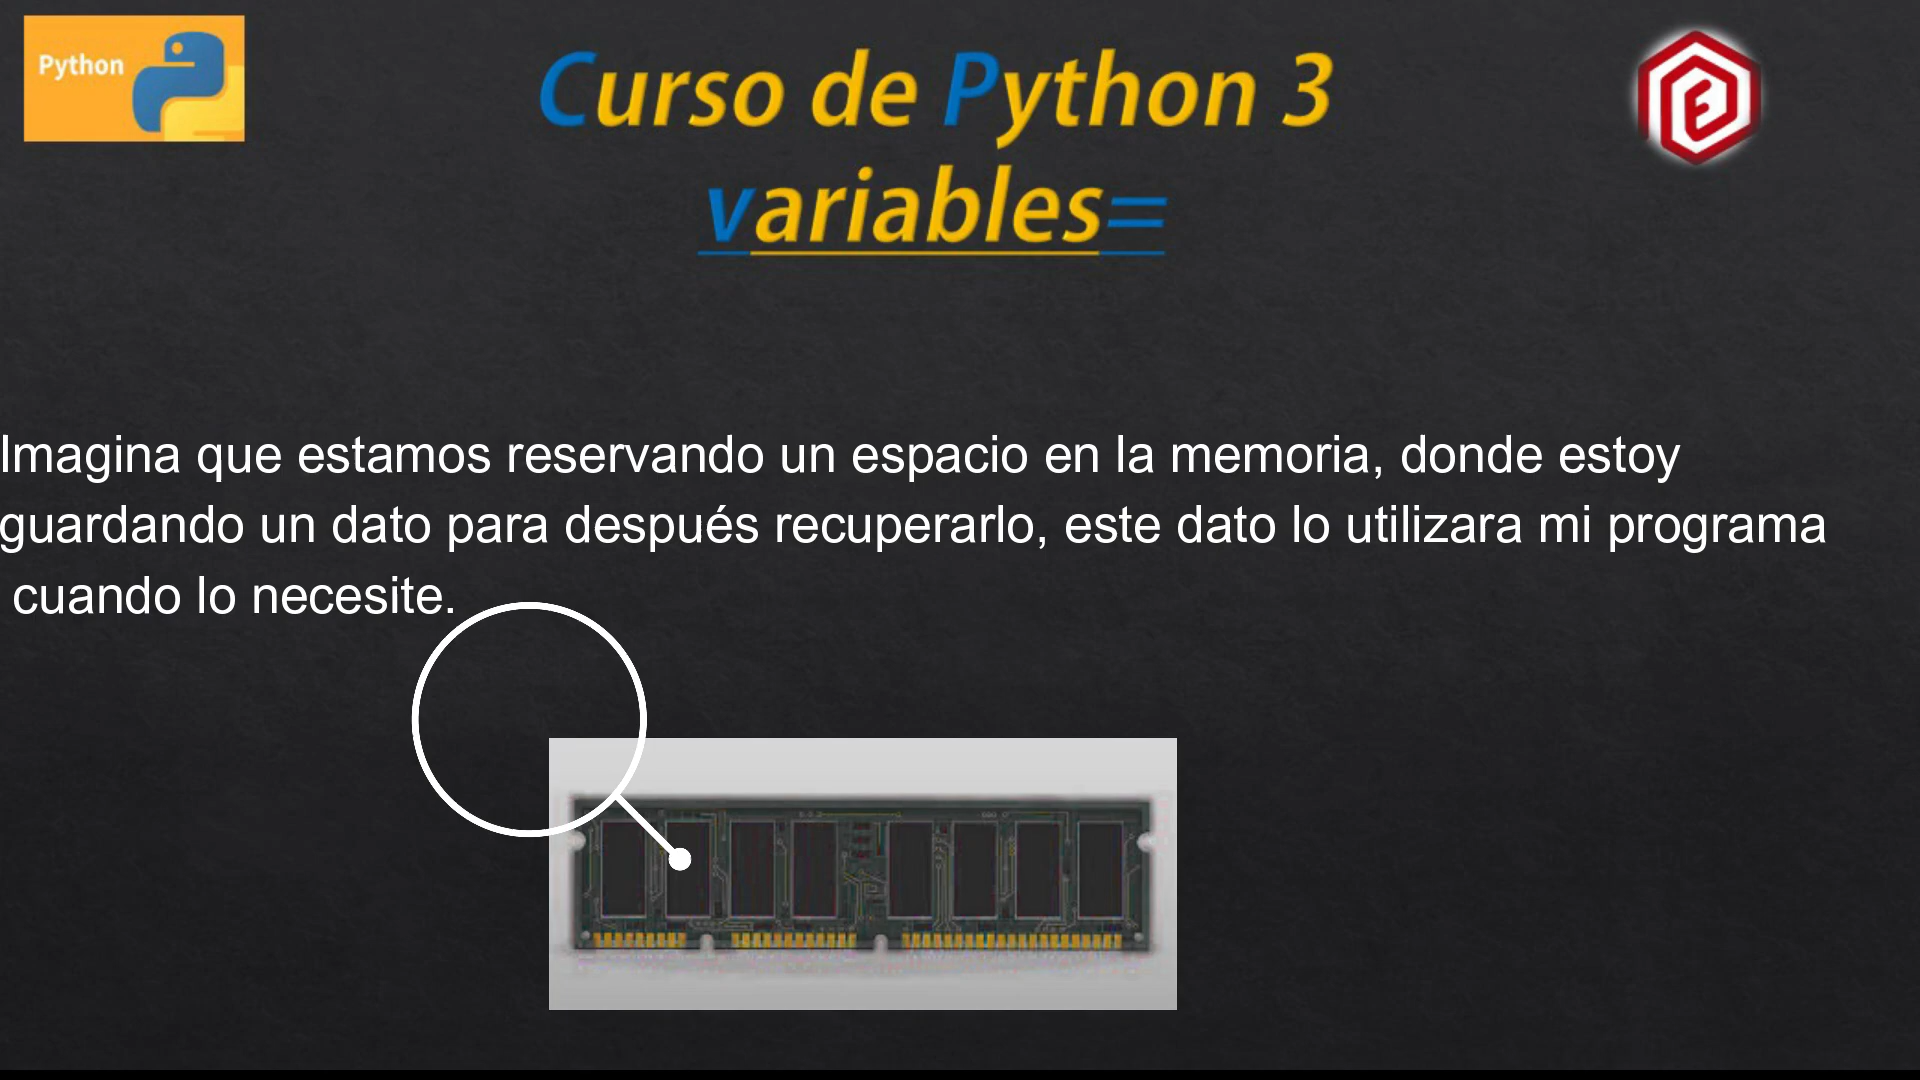 Python
Curso de Python 3
variables=
Imagina que estamos reservando un espacio en la memoria, donde estoy
guardando un dato para después recuperarlo, este dato lo utilizara mi programa
cuando lo necesite.
E